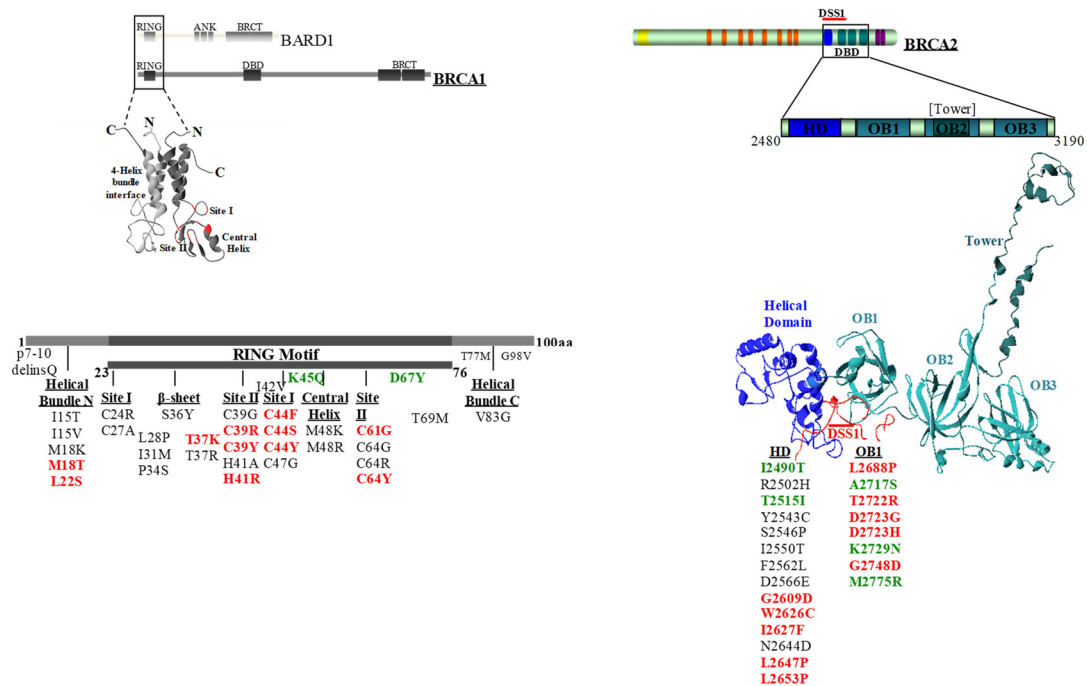 RING
ANK
BRCT
BARD1
RING
DBD
BRCT
BRCA1
C
N
N
C
4-Helix
bundle
interface
Site I
Site II
Central
Helix
1
100aa
p7-10
delinsQ
RING Motif
T77M
G98V
23
76
I42V
K45Q
D67Y
Helical
Bundle N
I15T
I15V
M18K
M18T
L22S
Site I
C24R
C27A
β-sheet
S36Y
L28P
I31M
P34S
T37K
T37R
Site II
C39G
C39R
C39Y
H41A
H41R
Site I
C44F
C44S
C44Y
C47G
Central
Helix
M48K
M48R
Site
II
C61G
C64G
C64R
C64Y
T69M
Helical
Bundle C
V83G
DSS1
BRCA2
DBD
[Tower]
HD
OB1
OB2
OB3
2480
3190
Tower
Helical
Domain
OB1
OB2
OB3
DSS1
HD
I2490T
R2502H
T2515I
Y2543C
S2546P
I2550T
F2562L
D2566E
G2609D
W2626C
I2627F
N2644D
L2647P
L2653P
OB1
L2688P
A2717S
T2722R
D2723G
D2723H
K2729N
G2748D
M2775R